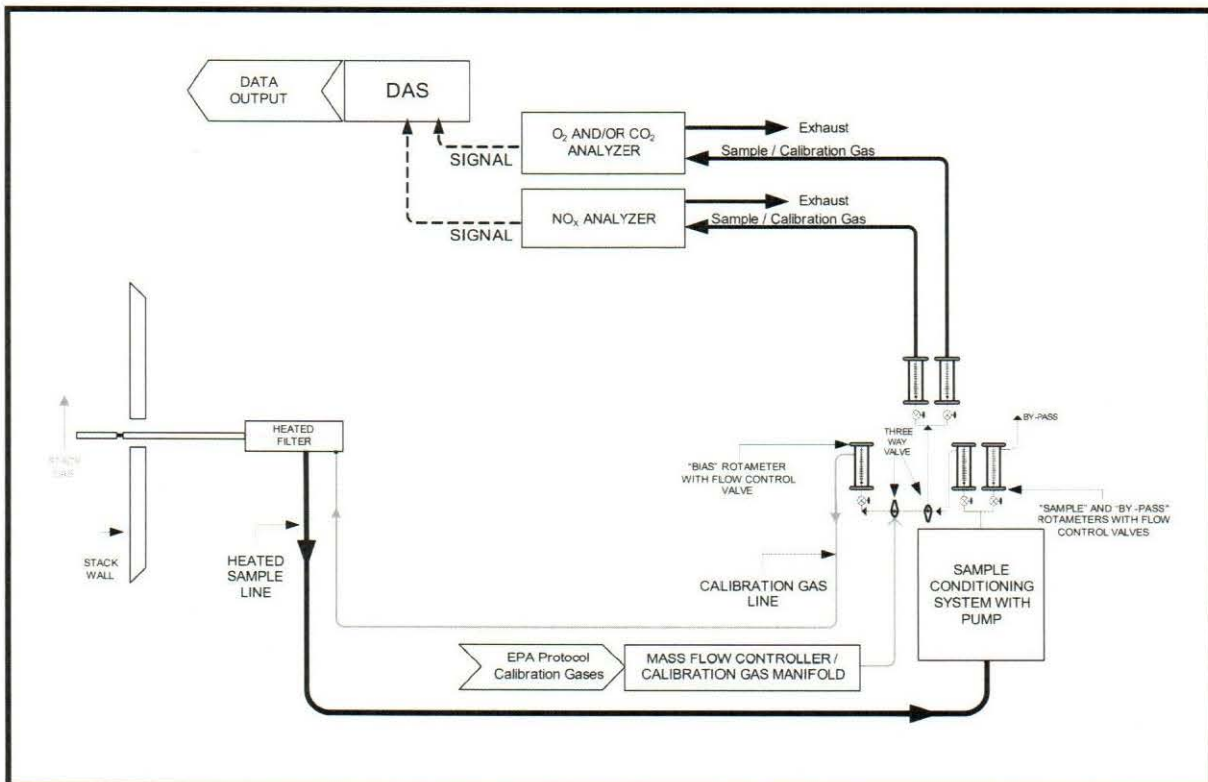 DATA
OUTPUT
DAS
O₂ AND/OR CO₂
ANALYZER
Exhaust
Sample / Calibration Gas
SIGNAL
NOₓ ANALYZER
Exhaust
Sample / Calibration Gas
SIGNAL
STACK
GAS
HEATED
FILTER
THREE
WAY
VALVE
BY-PASS
"BIAS" ROTAMETER
WITH FLOW CONTROL
VALVE
"SAMPLE" AND "BY-PASS"
ROTAMETERS WITH FLOW
CONTROL VALVES
STACK
WALL
HEATED
SAMPLE
LINE
CALIBRATION GAS
LINE
SAMPLE
CONDITIONING
SYSTEM WITH
PUMP
EPA Protocol
Calibration Gases
MASS FLOW CONTROLLER /
CALIBRATION GAS MANIFOLD